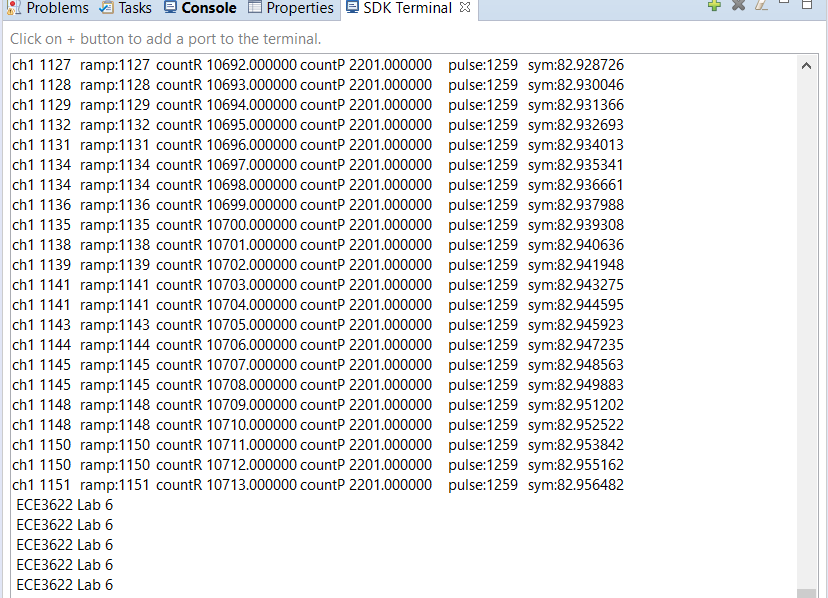 Problems Tasks Console Properties SDK Terminal
Click on + button to add a port to the terminal.
ch1 1127 ramp:1127 countR 10692.000000 countP 2201.000000 pulse:1259 sym:82.928726
ch1 1128 ramp:1128 countR 10693.000000 countP 2201.000000 pulse:1259 sym:82.930046
ch1 1129 ramp:1129 countR 10694.000000 countP 2201.000000 pulse:1259 sym:82.931366
ch1 1132 ramp:1132 countR 10695.000000 countP 2201.000000 pulse:1259 sym:82.932693
ch1 1131 ramp:1131 countR 10696.000000 countP 2201.000000 pulse:1259 sym:82.934013
ch1 1134 ramp:1134 countR 10697.000000 countP 2201.000000 pulse:1259 sym:82.935341
ch1 1134 ramp:1134 countR 10698.000000 countP 2201.000000 pulse:1259 sym:82.936661
ch1 1136 ramp:1136 countR 10699.000000 countP 2201.000000 pulse:1259 sym:82.937988
ch1 1135 ramp:1135 countR 10700.000000 countP 2201.000000 pulse:1259 sym:82.939308
ch1 1138 ramp:1138 countR 10701.000000 countP 2201.000000 pulse:1259 sym:82.940636
ch1 1139 ramp:1139 countR 10702.000000 countP 2201.000000 pulse:1259 sym:82.941948
ch1 1141 ramp:1141 countR 10703.000000 countP 2201.000000 pulse:1259 sym:82.943275
ch1 1141 ramp:1141 countR 10704.000000 countP 2201.000000 pulse:1259 sym:82.944595
ch1 1143 ramp:1143 countR 10705.000000 countP 2201.000000 pulse:1259 sym:82.945923
ch1 1144 ramp:1144 countR 10706.000000 countP 2201.000000 pulse:1259 sym:82.947235
ch1 1145 ramp:1145 countR 10707.000000 countP 2201.000000 pulse:1259 sym:82.948563
ch1 1145 ramp:1145 countR 10708.000000 countP 2201.000000 pulse:1259 sym:82.949883
ch1 1148 ramp:1148 countR 10709.000000 countP 2201.000000 pulse:1259 sym:82.951202
ch1 1148 ramp:1148 countR 10710.000000 countP 2201.000000 pulse:1259 sym:82.952522
ch1 1150 ramp:1150 countR 10711.000000 countP 2201.000000 pulse:1259 sym:82.953842
ch1 1150 ramp:1150 countR 10712.000000 countP 2201.000000 pulse:1259 sym:82.955162
ch1 1151 ramp:1151 countR 10713.000000 countP 2201.000000 pulse:1259 sym:82.956482
ECE3622 Lab 6
ECE3622 Lab 6
ECE3622 Lab 6
ECE3622 Lab 6
ECE3622 Lab 6